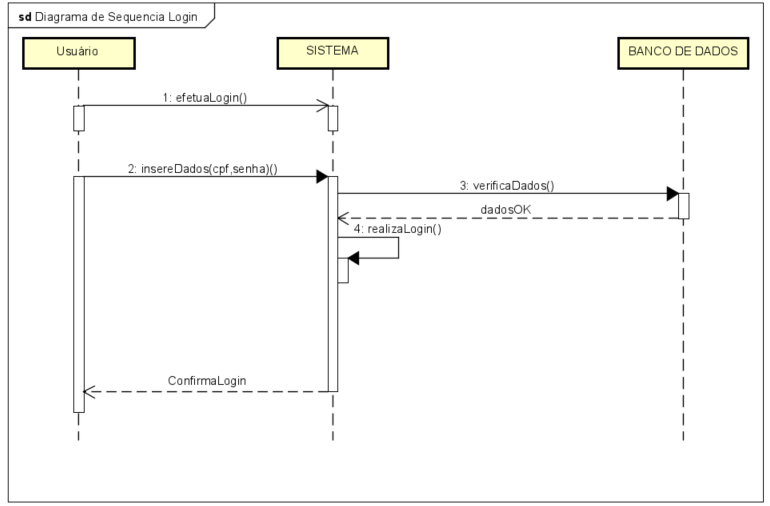 sd Diagrama de Sequencia Login
Usuário
SISTEMA
BANCO DE DADOS
1: efetuaLogin()
2: insereDados(cpf,senha)()
3: verificaDados()
dadosOK
4: realizaLogin()
ConfirmaLogin